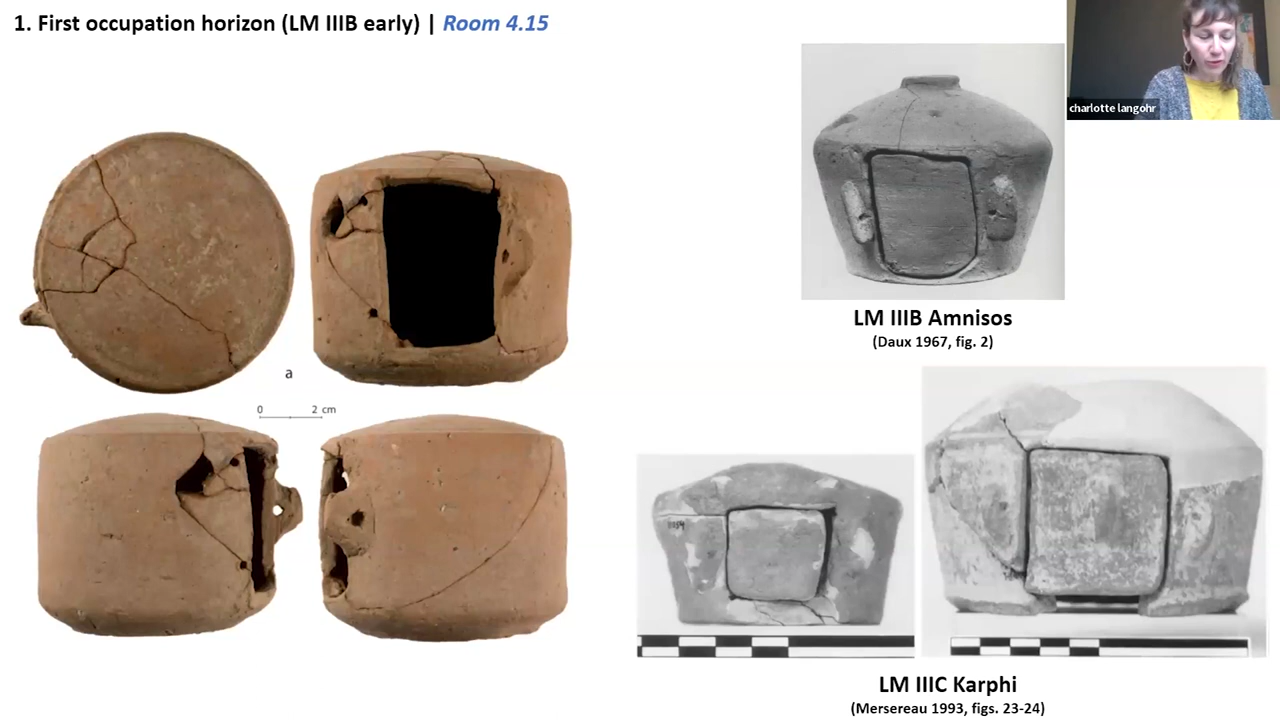 1. First occupation horizon (LM IIIB early) | Room 4.15
charlotte langohr
LM IIIB Amnisos
(Daux 1967, fig. 2)
a
0 2 cm
LM IIIC Karphi
(Mersereau 1993, figs. 23-24)